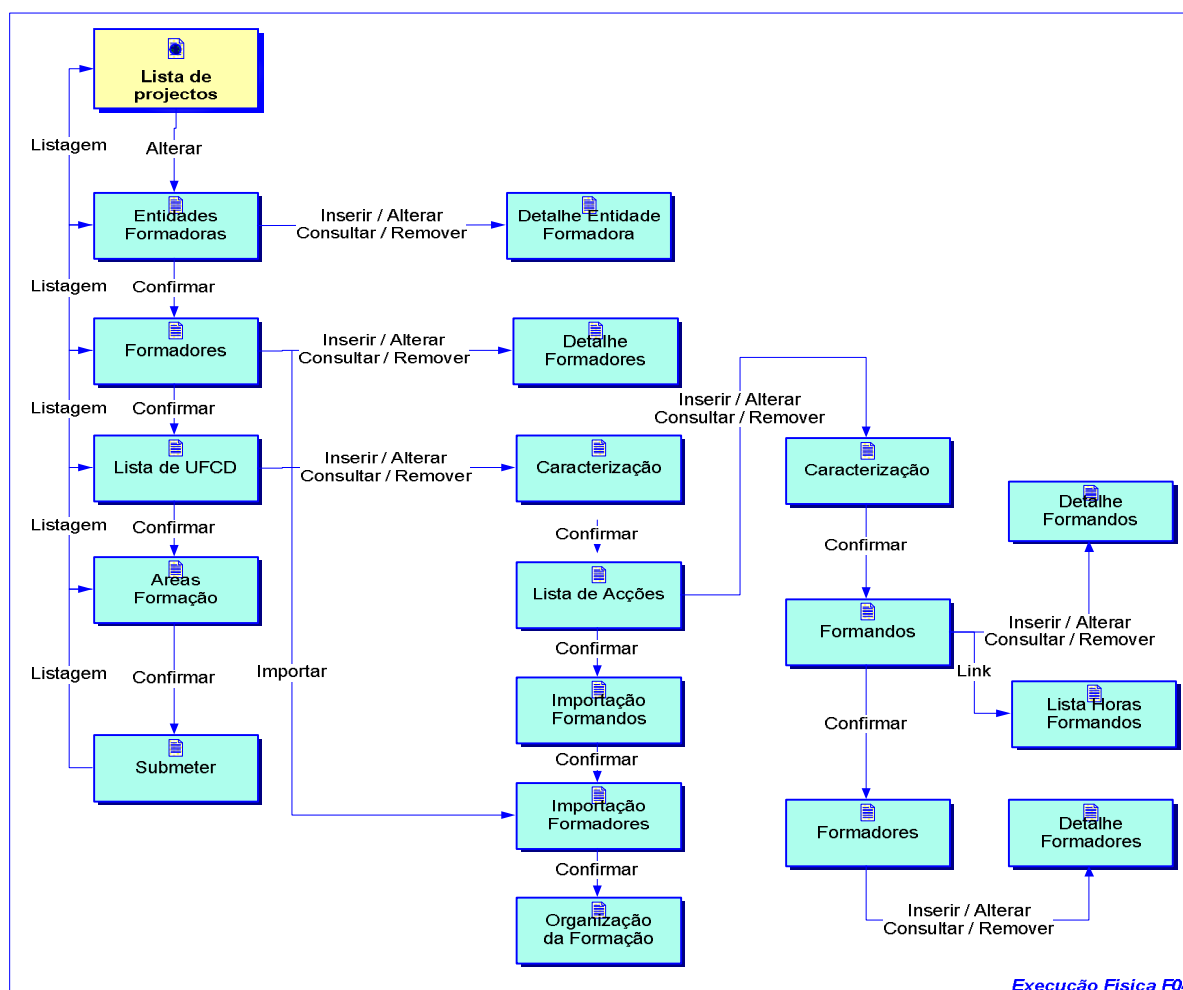 Lista de
projectos
Listagem
Alterar
Entidades
Formadoras
Inserir / Alterar
Consultar / Remover
Detalhe Entidade
Formadora
Listagem
Confirmar
Formadores
Inserir / Alterar
Consultar / Remover
Detalhe
Formadores
Inserir / Alterar
Consultar / Remover
Listagem
Confirmar
Lista de UFCD
Inserir / Alterar
Consultar / Remover
Caracterização
Caracterização
Detalhe
Formandos
Listagem
Confirmar
Confirmar
Confirmar
Areas
Formação
Lista de Acções
Formandos
Inserir / Alterar
Consultar / Remover
Listagem
Confirmar
Importar
Confirmar
Link
Importação
Formandos
Lista Horas
Formandos
Confirmar
Submeter
Confirmar
Importação
Formadores
Formadores
Detalhe
Formadores
Confirmar
Inserir / Alterar
Consultar / Remover
Organização
da Formação
Execução Fisica